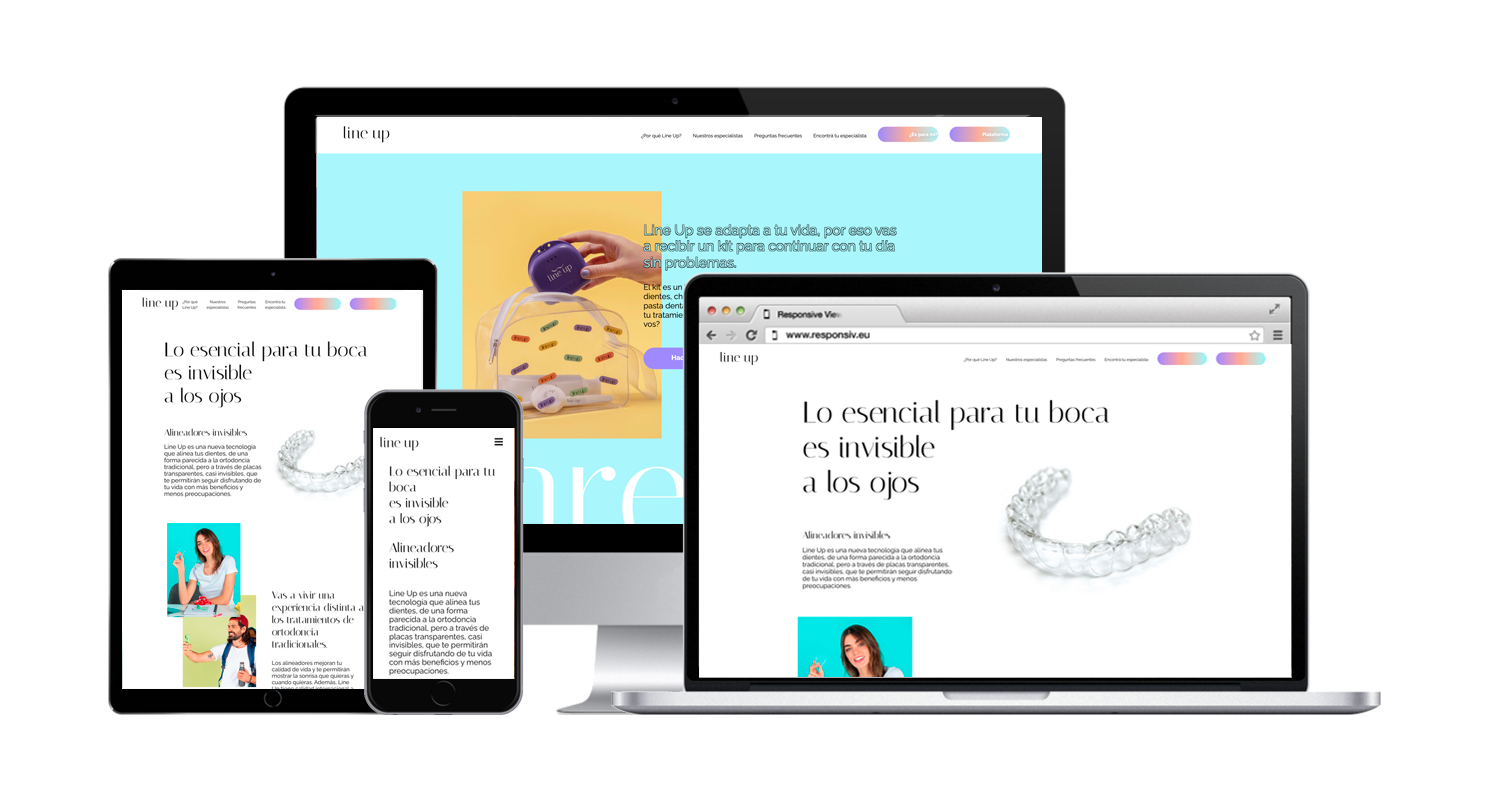 line up
¿Por qué Line Up?
Nuestros especialistas
Preguntas frecuentes
Encontrá tu especialista
¿Es para mí?
Plataforma
line up
Line Up se adapta a tu vida, por eso vas
a recibir un kit para continuar con tu día
sin problemas.
El kit es un
dientes, ch
pasta denta
tu tratamie
vos?
Hac
nre
line up
¿Por qué
Line Up?
Nuestros
especialistas
Preguntas
frecuentes
Encontrá tu
especialista
Lo esencial para tu boca
es invisible
a los ojos
Alineadores invisibles
Line Up es una nueva tecnología
que alinea tus dientes, de una
forma parecida a la ortodoncia
tradicional, pero a través de placas
transparentes, casi invisibles, que
te permitirán seguir disfrutando de
tu vida con más beneficios y
menos preocupaciones.
Vas a vivir una
experiencia distinta a
los tratamientos de
ortodoncia
tradicionales.
Los alineadores mejoran tu
calidad de vida y te permitirán
mostrar la sonrisa que quieras y
cuando quieras. Además, Line
line up
Lo esencial para tu
boca
es invisible
a los ojos
Alineadores
invisibles
Line Up es una nueva
tecnología que alinea tus
dientes, de una forma
parecida a la ortodoncia
tradicional, pero a través de
placas transparentes, casi
invisibles, que te permitirán
seguir disfrutando de tu vida
con más beneficios y menos
preocupaciones.
Responsive View
www.responsiv.eu
line up
¿Por qué Line Up?
Nuestros especialistas
Preguntas frecuentes
Encontrá tu especialista
Lo esencial para tu boca
es invisible
a los ojos
Alineadores invisibles
Line Up es una nueva tecnología que alinea tus
dientes, de una forma parecida a la ortodoncia
tradicional, pero a través de placas transparentes,
casi invisibles, que te permitirán seguir disfrutando
de tu vida con más beneficios y menos
preocupaciones.